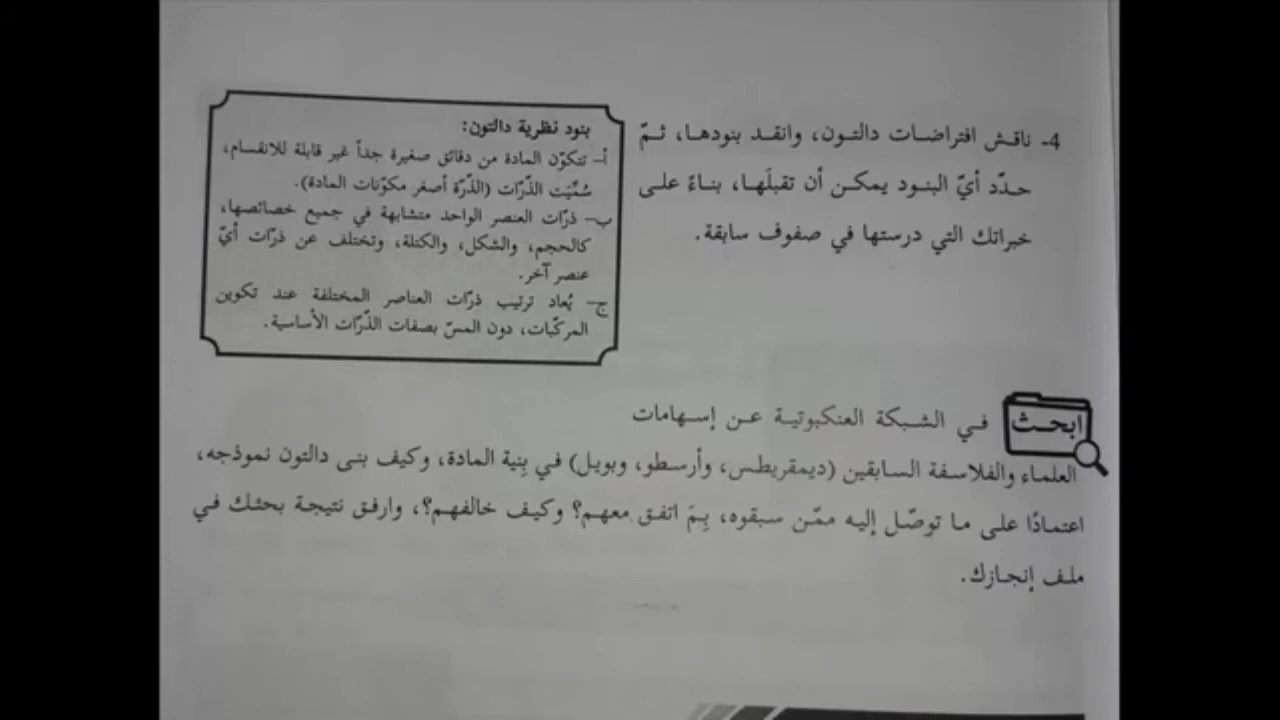 4- ناقش افتراضات دالتون، وانقد بنودها، ثمّ
حدّد أيّ البنود يمكن أن تقبلَها، بناءً على
خبراتك التي درستها في صفوف سابقة.
بنود نظرية دالتون:
أ- تتكوّن المادة من دقائق صغيرة جداً غير قابلة للانقسام،
سُمِّيَت الذّرّات (الذّرّة أصغر مكوّنات المادة).
ب- ذرّات العنصر الواحد متشابهة في جميع خصائصها،
كالحجم، والشكل، والكتلة، وتختلف عن ذرّات أيّ
عنصر آخر.
ج- يُعاد ترتيب ذرّات العناصر المختلفة عند تكوين
المركّبات، دون المسّ بصفات الذّرّات الأساسية.
ابحث في الشبكة العنكبوتية عن إسهامات
العلماء والفلاسفة السابقين (ديمقريطس، وأرسطو، وبويل) في بِنية المادة، وكيف بنى دالتون نموذجه،
اعتمادًا على ما توصّل إليه ممّن سبقوه، بِمَ اتفق معهم؟ وكيف خالفهم؟، وارفق نتيجة بحثك في
ملف إنجازك.